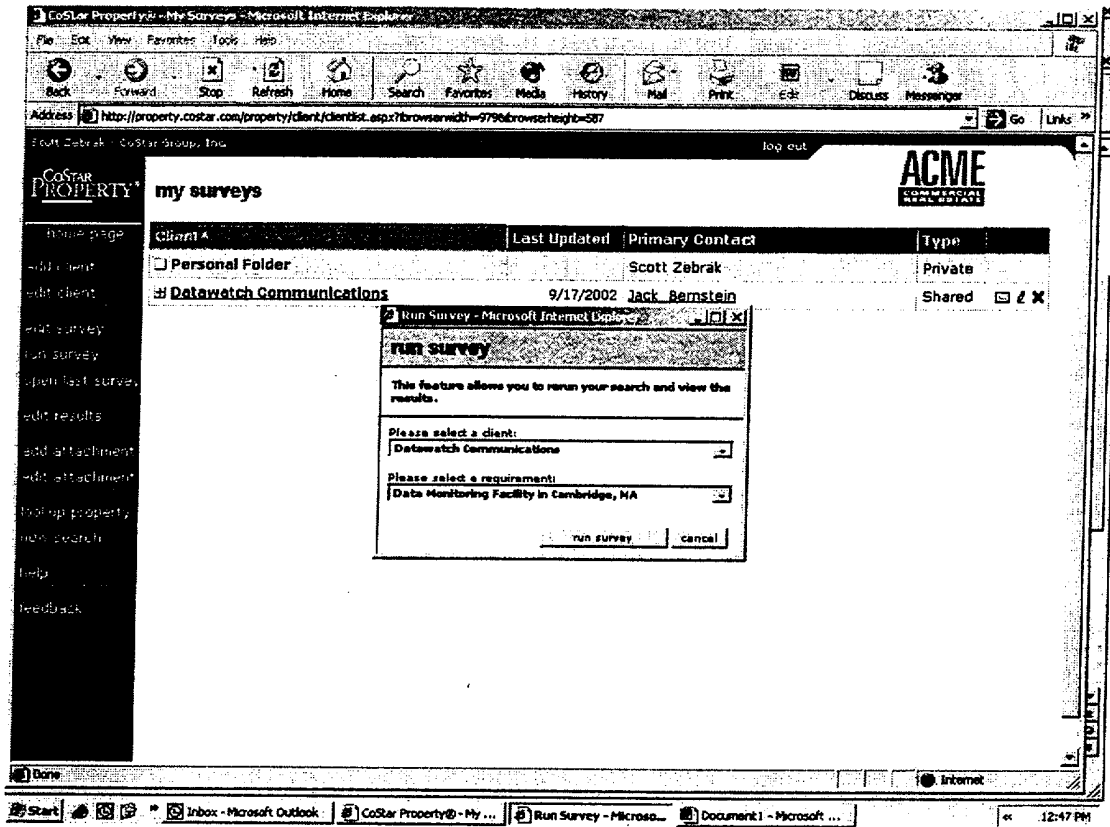 CoStar Property® - My Surveys - Microsoft Internet Explorer
File Edit View Favorites Tools Help
Back Forward Stop Refresh Home Search Favorites Media History Mail Print Edit Discuss Messenger
Address http://property.costar.com/property/client/clientlist.aspx?browserwidth=979&browserheight=587 Go Links »
Scott Zebrak - CoStar Group, Inc. log out
COSTAR
PROPERTY®
my surveys
ACME
COMMERCIAL
REAL ESTATE
home page
add client
edit client
edit survey
run survey
open last survey
edit results
add attachment
edit attachment
look up property
new search
help
feedback
Client Last Updated Primary Contact Type
Personal Folder Scott Zebrak Private
Datawatch Communications 9/17/2002 Jack Bernstein Shared
Run Survey - Microsoft Internet Explorer
run survey
This feature allows you to rerun your search and view the
results.
Please select a client:
Datawatch Communications
Please select a requirement:
Data Monitoring Facility in Cambridge, MA
run survey cancel
Done Internet
Start » Inbox - Microsoft Outlook CoStar Property® - My ... Run Survey - Microso... Document1 - Microsoft ... « 12:47 PM